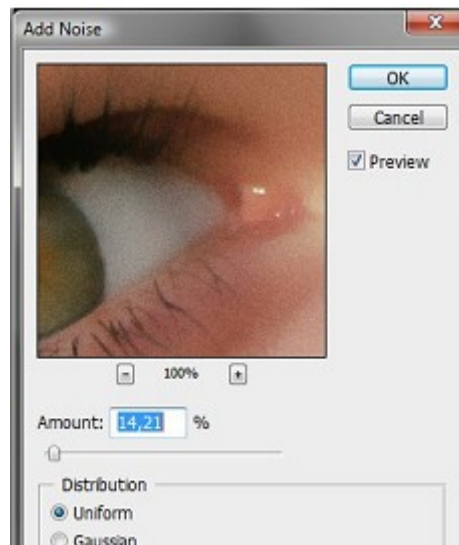 Add Noise
OK
Cancel
Preview
100%
Amount: 14,21 %
Distribution
Uniform
Gaussian